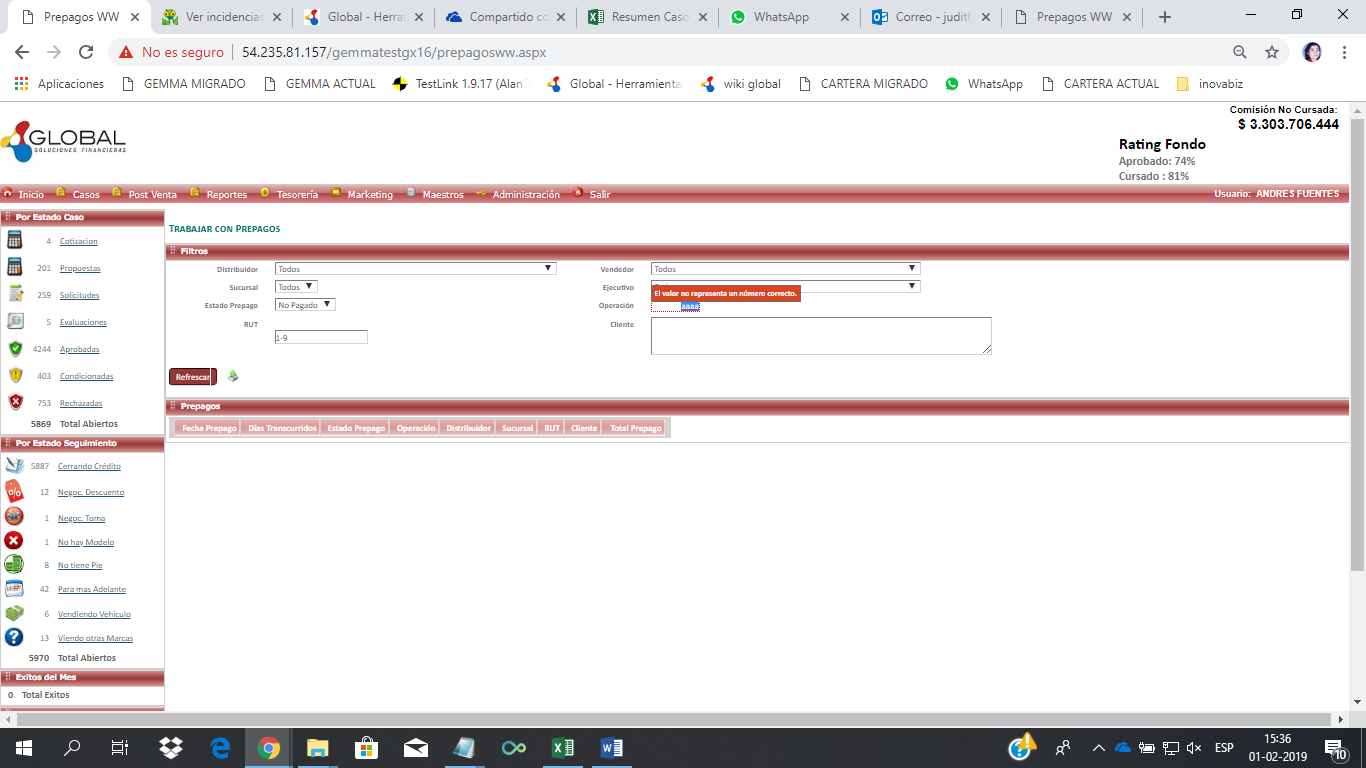 Prepagos WW
Ver incidencias
Global - Herra
Compartido co
Resumen Caso
WhatsApp
Correo - judith
Prepagos WW
No es seguro
54.235.81.157/gemmatestgx16/prepagosww.aspx
Aplicaciones
GEMMA MIGRADO
GEMMA ACTUAL
TestLink 1.9.17 (Alan
Global - Herramienta
wiki global
CARTERA MIGRADO
WhatsApp
CARTERA ACTUAL
inovabiz
Comisión No Cursada:
$ 3.303.706.444
GLOBAL
SOLUCIONES FINANCIERAS
Rating Fondo
Aprobado: 74%
Cursado : 81%
Inicio Casos Post Venta Reportes Tesorería Marketing Maestros Administración Salir
Usuario: ANDRES FUENTES
Por Estado Caso
4 Cotizacion
201 Propuestas
259 Solicitudes
5 Evaluaciones
4244 Aprobadas
403 Condicionadas
753 Rechazadas
5869 Total Abiertos
Por Estado Seguimiento
5887 Cerrando Crédito
12 Negoc. Descuento
1 Negoc. Toma
1 No hay Modelo
8 No tiene Pie
42 Para mas Adelante
6 Vendiendo Vehiculo
13 Viendo otras Marcas
5970 Total Abiertos
Exitos del Mes
0 Total Exitos
TRABAJAR CON PREPAGOS
Filtros
Distribuidor Todos Vendedor Todos
Sucursal Todos Ejecutivo
El valor no representa un número correcto.
Estado Prepago No Pagado Operación aaaa
RUT 1-9 Cliente
Refrescar
Prepagos
Fecha Prepago Días Transcurridos Estado Prepago Operación Distribuidor Sucursal RUT Cliente Total Prepago
ESP
15:36
01-02-2019
10